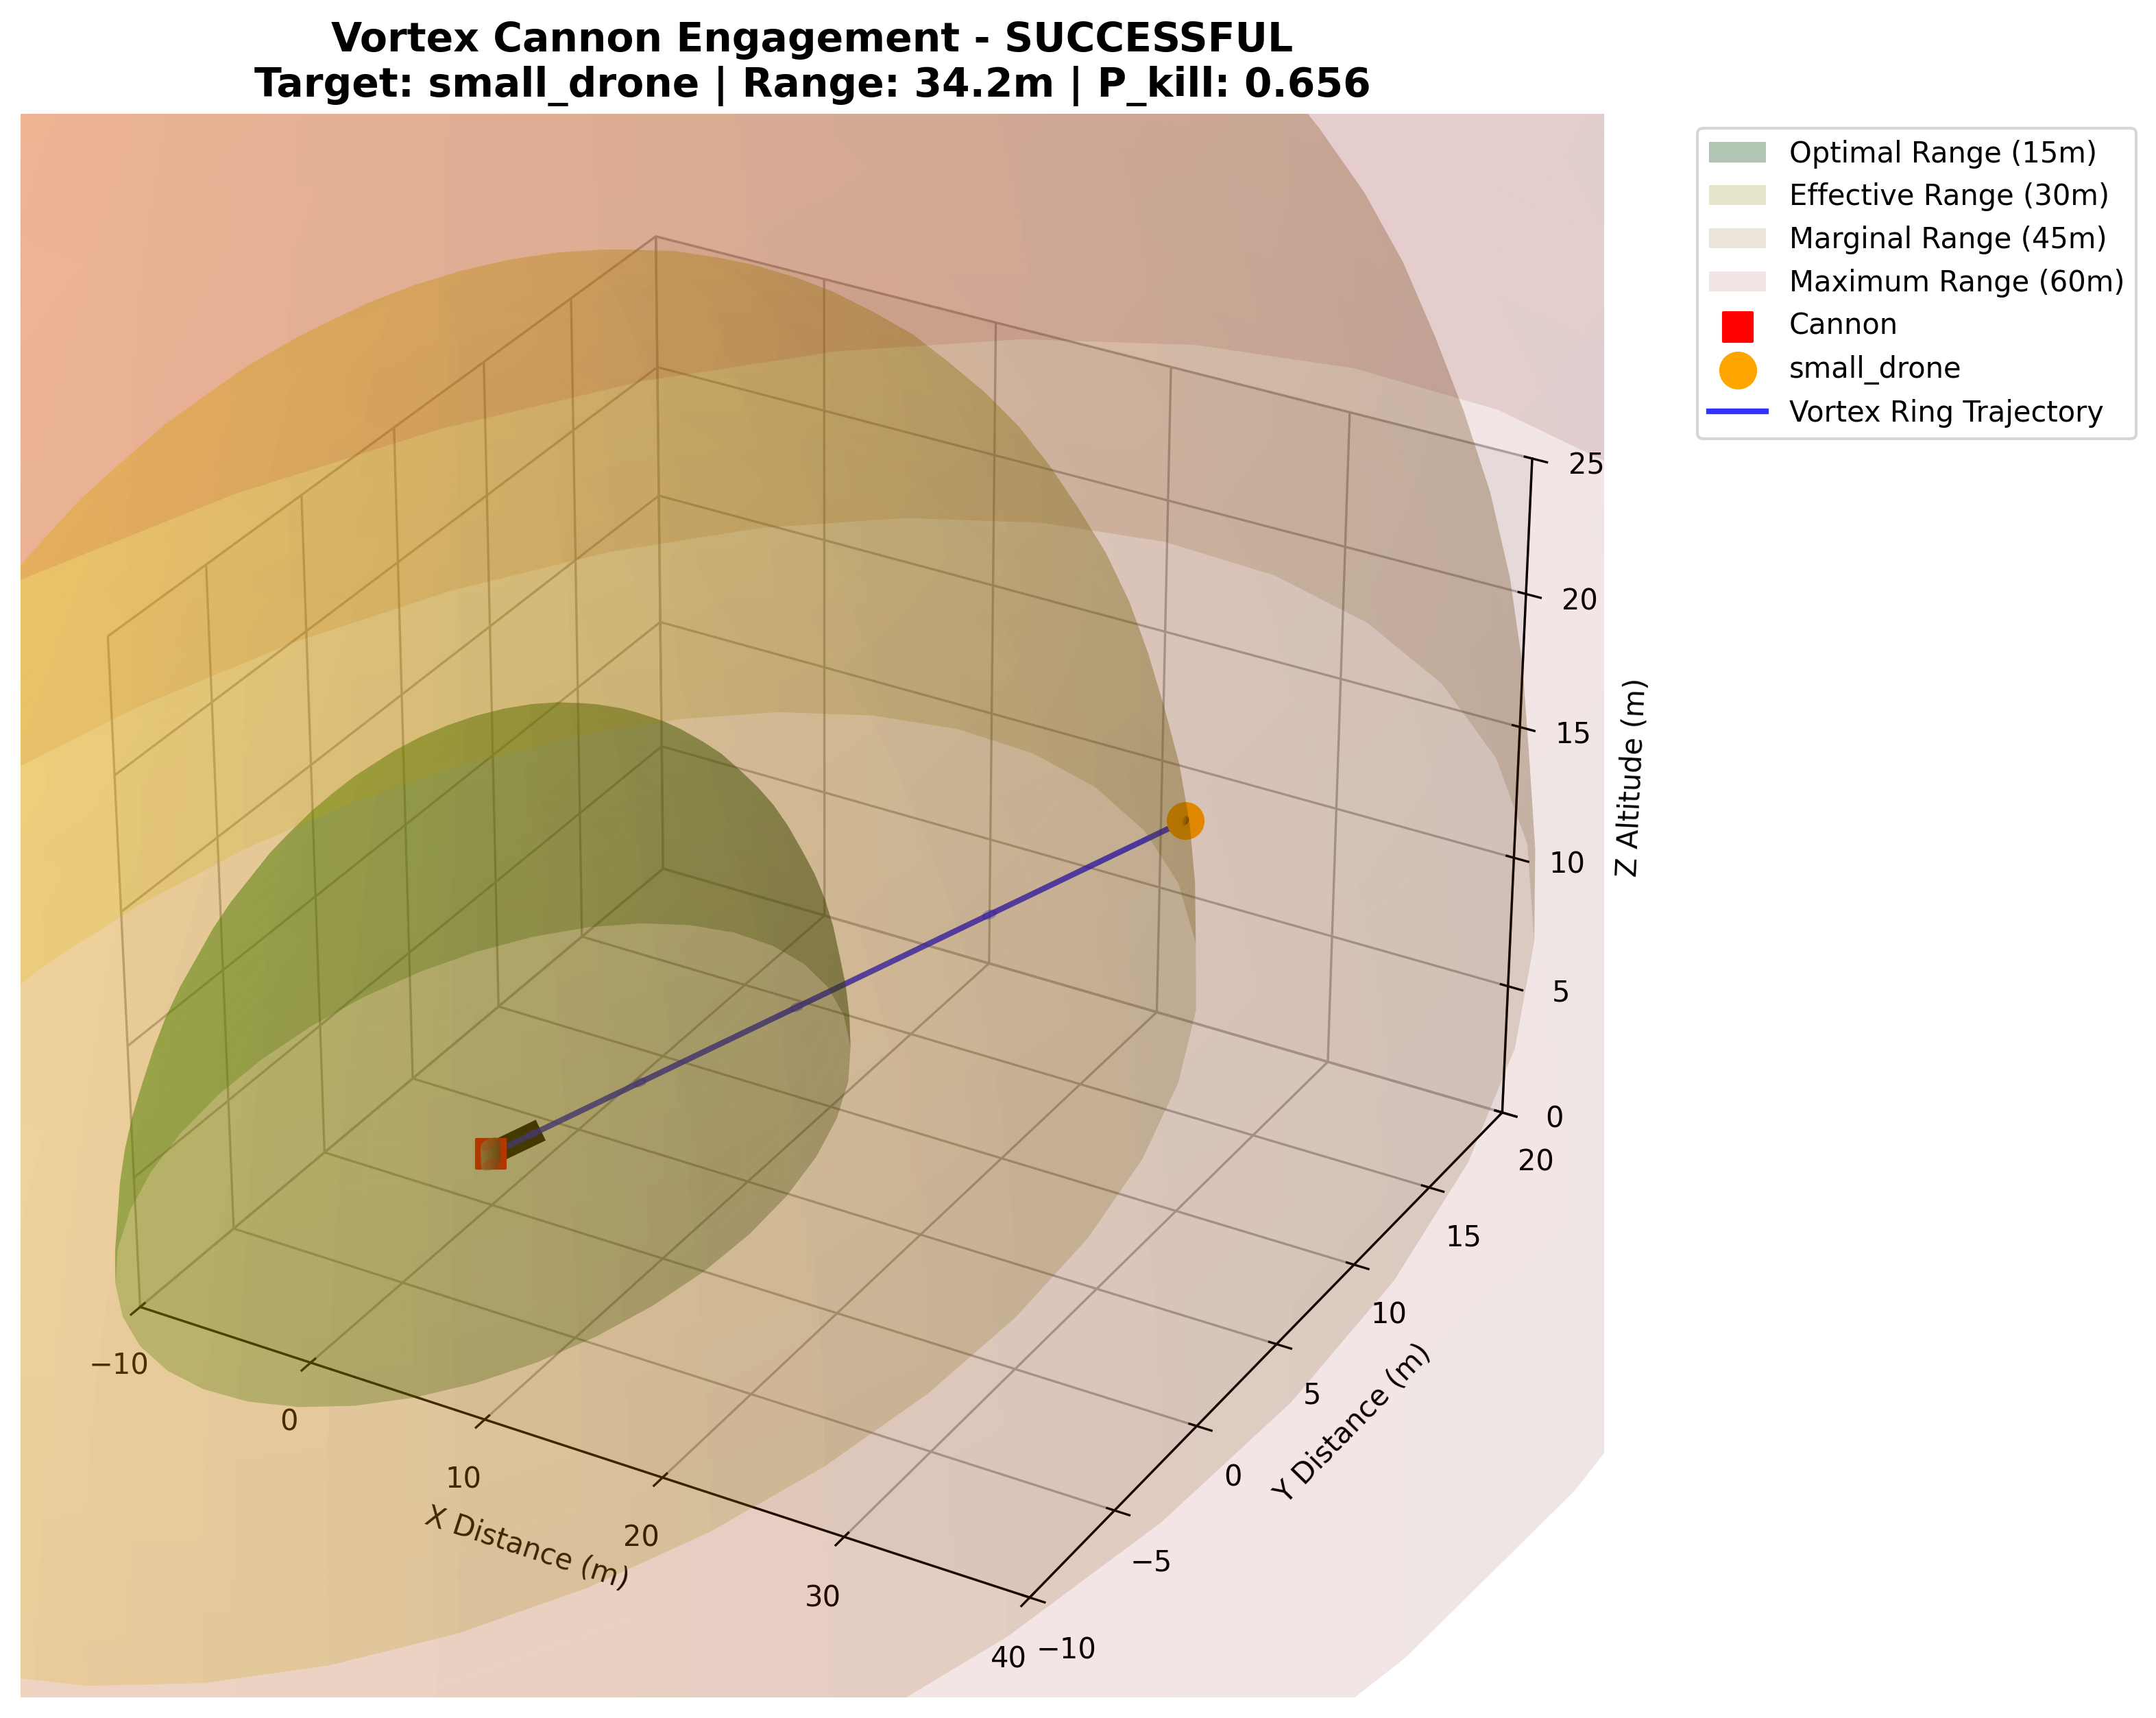 Vortex Cannon Engagement - SUCCESSFUL
Target: small_drone | Range: 34.2m | P_kill: 0.656
Optimal Range (15m)
Effective Range (30m)
Marginal Range (45m)
Maximum Range (60m)
Cannon
small_drone
Vortex Ring Trajectory
25
20
15
10
5
0
Z Altitude (m)
20
15
10
5
0
−5
−10
Y Distance (m)
−10
0
10
20
30
40
X Distance (m)